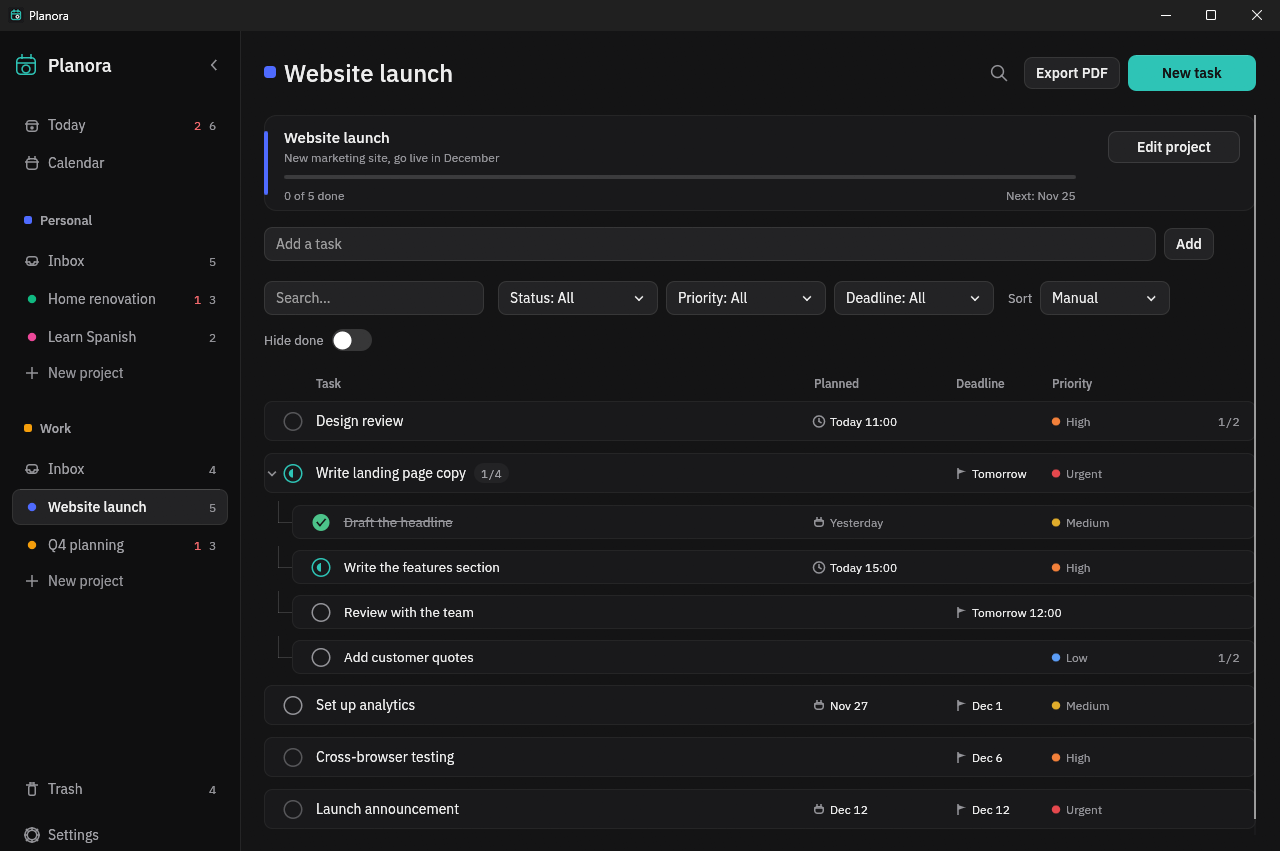 Planora
Planora
Today 2 6
Calendar
Personal
Inbox 5
Home renovation 1 3
Learn Spanish 2
New project
Work
Inbox 4
Website launch 5
Q4 planning 1 3
New project
Trash 4
Settings
Website launch
Export PDF
New task
Website launch
New marketing site, go live in December
Edit project
0 of 5 done Next: Nov 25
Add a task Add
Search... Status: All Priority: All Deadline: All Sort Manual
Hide done
Task Planned Deadline Priority
Design review Today 11:00 High 1/2
Write landing page copy 1/4 Tomorrow Urgent
Draft the headline Yesterday Medium
Write the features section Today 15:00 High
Review with the team Tomorrow 12:00
Add customer quotes Low 1/2
Set up analytics Nov 27 Dec 1 Medium
Cross-browser testing Dec 6 High
Launch announcement Dec 12 Dec 12 Urgent